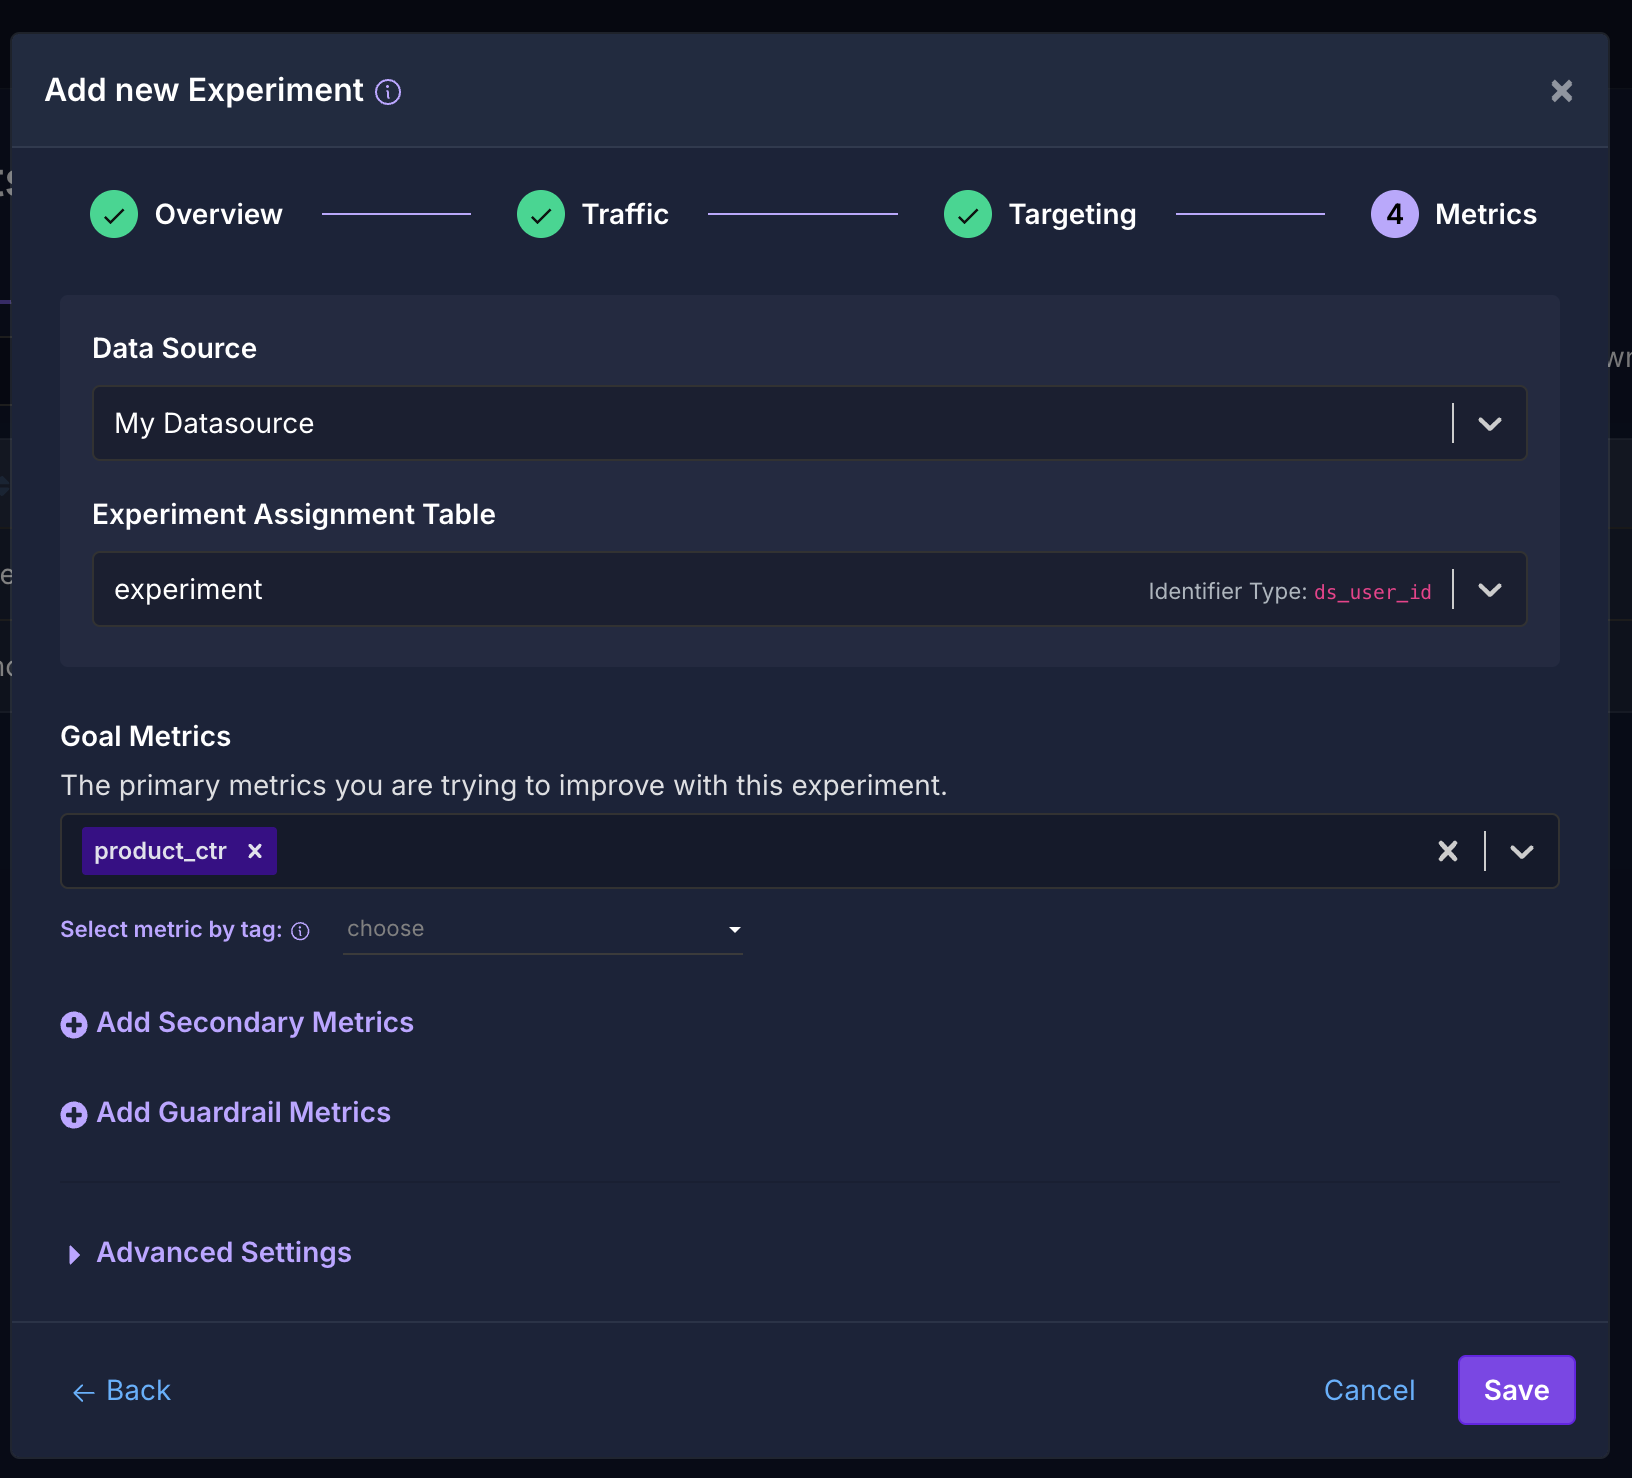 Add new Experiment
Overview
Traffic
Targeting
4 Metrics
Data Source
My Datasource
Experiment Assignment Table
experiment
Identifier Type: ds_user_id
Goal Metrics
The primary metrics you are trying to improve with this experiment.
product_ctr
Select metric by tag:
choose
Add Secondary Metrics
Add Guardrail Metrics
Advanced Settings
Back
Cancel
Save